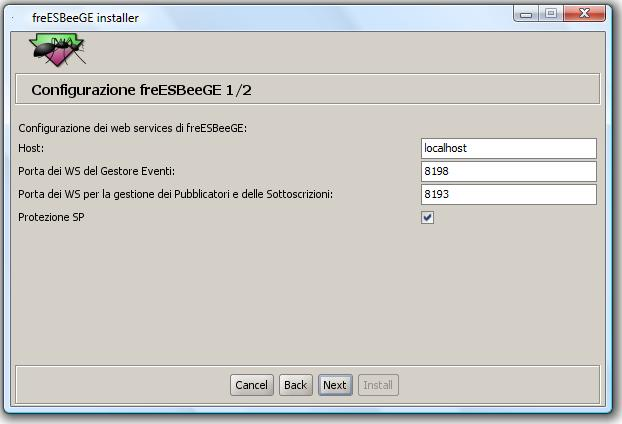 freESBeeGE installer
Configurazione freESBeeGE 1/2
Configurazione dei web services di freESBeeGE:
Host: localhost
Porta dei WS del Gestore Eventi: 8198
Porta dei WS per la gestione dei Pubblicatori e delle Sottoscrizioni: 8193
Protezione SP
Cancel Back Next Install